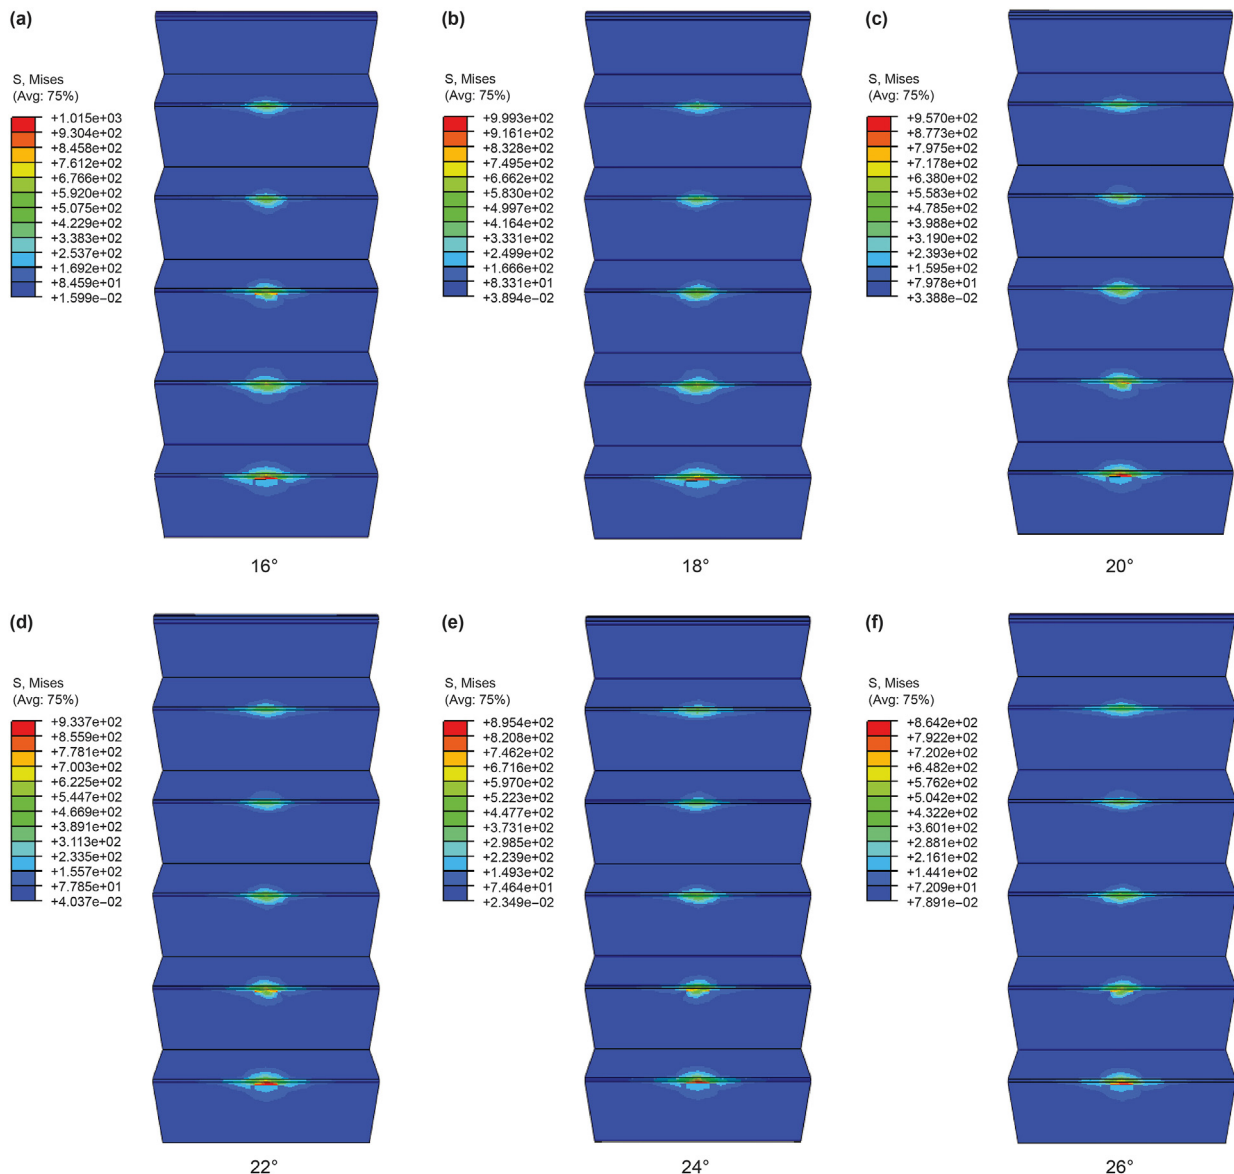 (a)
S, Mises
(Avg: 75%)
+1.015e+03
+9.304e+02
+8.458e+02
+7.612e+02
+6.766e+02
+5.920e+02
+5.075e+02
+4.229e+02
+3.383e+02
+2.537e+02
+1.692e+02
+8.459e+01
+1.599e−02
16°
(b)
S, Mises
(Avg: 75%)
+9.993e+02
+9.161e+02
+8.328e+02
+7.495e+02
+6.662e+02
+5.830e+02
+4.997e+02
+4.164e+02
+3.331e+02
+2.499e+02
+1.666e+02
+8.331e+01
+3.894e−02
18°
(c)
S, Mises
(Avg: 75%)
+9.570e+02
+8.773e+02
+7.975e+02
+7.178e+02
+6.380e+02
+5.583e+02
+4.785e+02
+3.988e+02
+3.190e+02
+2.393e+02
+1.595e+02
+7.978e+01
+3.388e−02
20°
(d)
S, Mises
(Avg: 75%)
+9.337e+02
+8.559e+02
+7.781e+02
+7.003e+02
+6.225e+02
+5.447e+02
+4.669e+02
+3.891e+02
+3.113e+02
+2.335e+02
+1.557e+02
+7.785e+01
+4.037e−02
22°
(e)
S, Mises
(Avg: 75%)
+8.954e+02
+8.208e+02
+7.462e+02
+6.716e+02
+5.970e+02
+5.223e+02
+4.477e+02
+3.731e+02
+2.985e+02
+2.239e+02
+1.493e+02
+7.464e+01
+2.349e−02
24°
(f)
S, Mises
(Avg: 75%)
+8.642e+02
+7.922e+02
+7.202e+02
+6.482e+02
+5.762e+02
+5.042e+02
+4.322e+02
+3.601e+02
+2.881e+02
+2.161e+02
+1.441e+02
+7.209e+01
+7.891e−02
26°